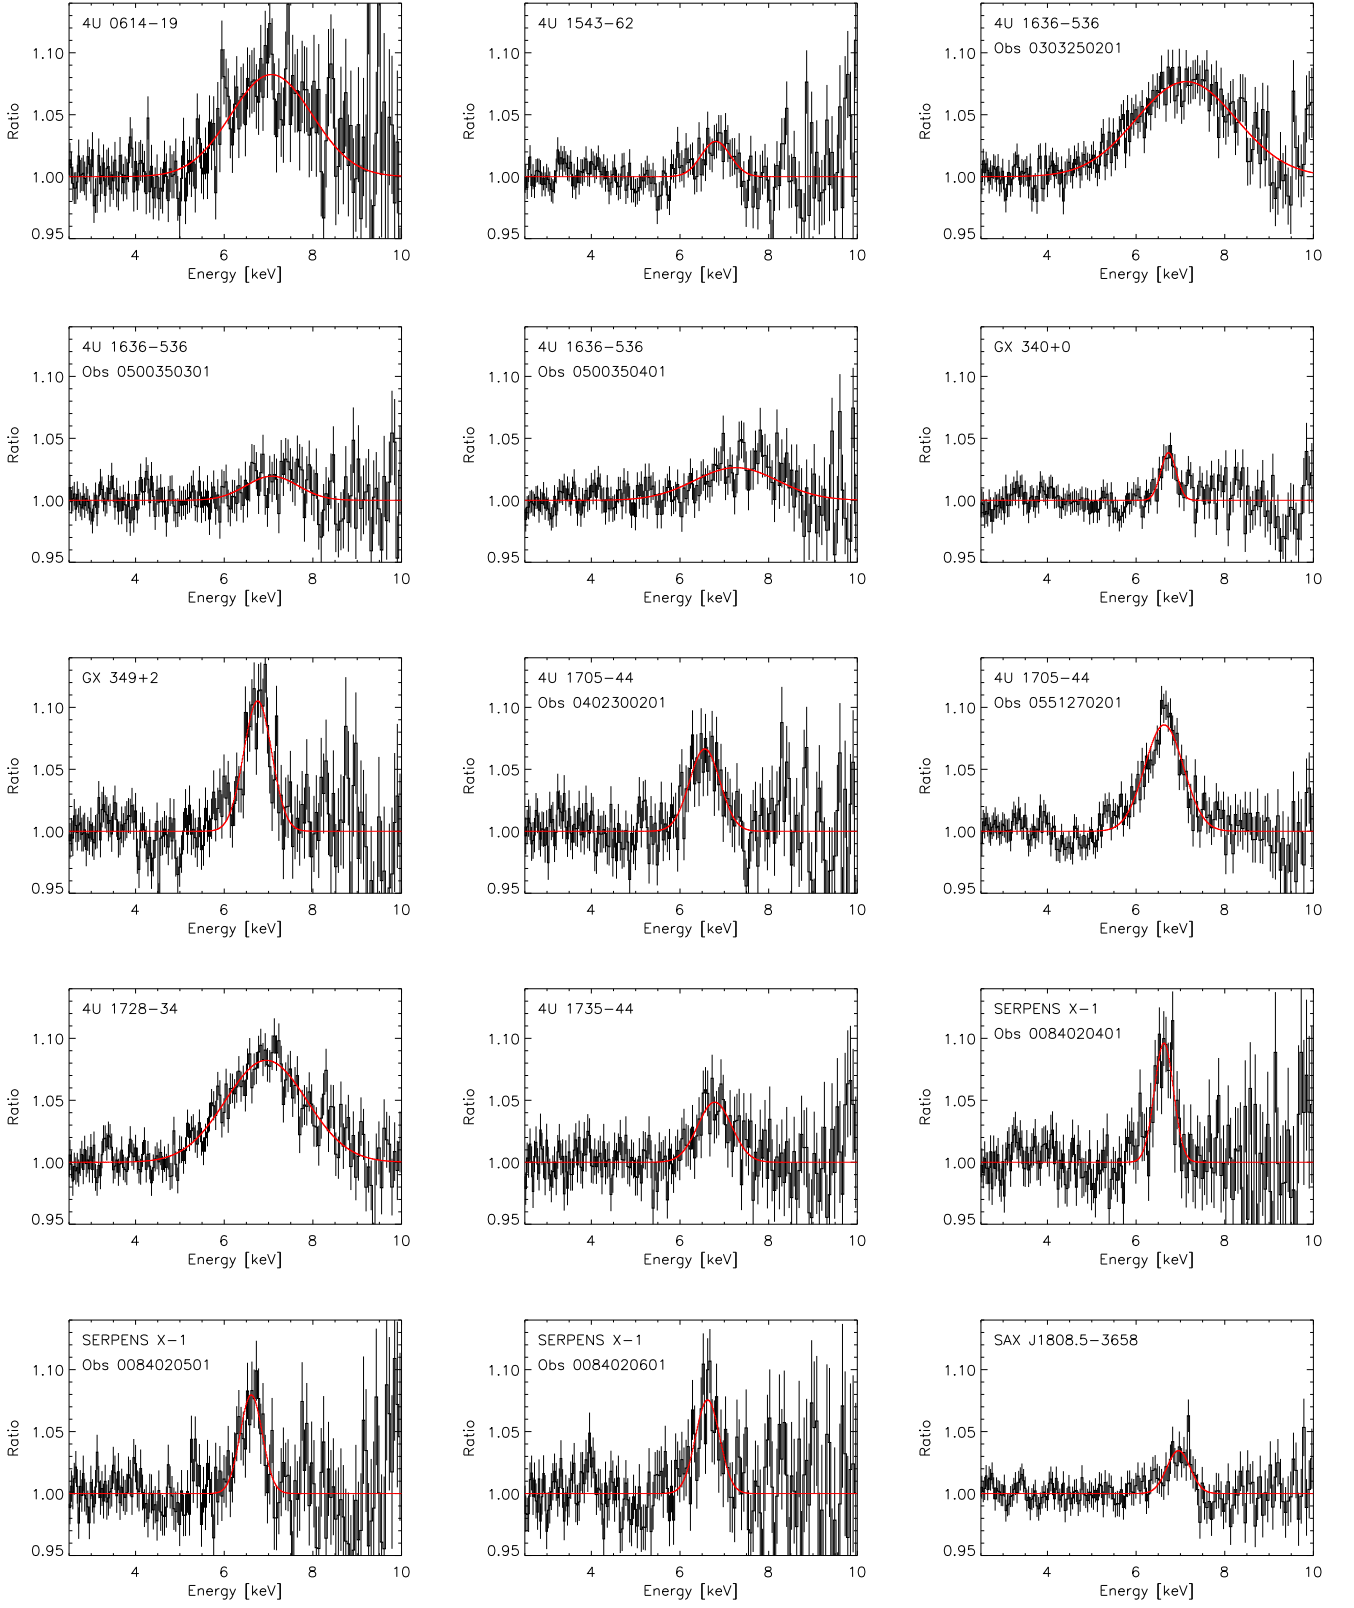 4U 0614−19
1.10
1.05
1.00
0.95
Ratio
4 6 8 10
Energy [keV]
4U 1543−62
1.10
1.05
1.00
0.95
Ratio
4 6 8 10
Energy [keV]
4U 1636−536
Obs 0303250201
1.10
1.05
1.00
0.95
Ratio
4 6 8 10
Energy [keV]
4U 1636−536
Obs 0500350301
1.10
1.05
1.00
0.95
Ratio
4 6 8 10
Energy [keV]
4U 1636−536
Obs 0500350401
1.10
1.05
1.00
0.95
Ratio
4 6 8 10
Energy [keV]
GX 340+0
1.10
1.05
1.00
0.95
Ratio
4 6 8 10
Energy [keV]
GX 349+2
1.10
1.05
1.00
0.95
Ratio
4 6 8 10
Energy [keV]
4U 1705−44
Obs 0402300201
1.10
1.05
1.00
0.95
Ratio
4 6 8 10
Energy [keV]
4U 1705−44
Obs 0551270201
1.10
1.05
1.00
0.95
Ratio
4 6 8 10
Energy [keV]
4U 1728−34
1.10
1.05
1.00
0.95
Ratio
4 6 8 10
Energy [keV]
4U 1735−44
1.10
1.05
1.00
0.95
Ratio
4 6 8 10
Energy [keV]
SERPENS X−1
Obs 0084020401
1.10
1.05
1.00
0.95
Ratio
4 6 8 10
Energy [keV]
SERPENS X−1
Obs 0084020501
1.10
1.05
1.00
0.95
Ratio
4 6 8 10
Energy [keV]
SERPENS X−1
Obs 0084020601
1.10
1.05
1.00
0.95
Ratio
4 6 8 10
Energy [keV]
SAX J1808.5−3658
1.10
1.05
1.00
0.95
Ratio
4 6 8 10
Energy [keV]